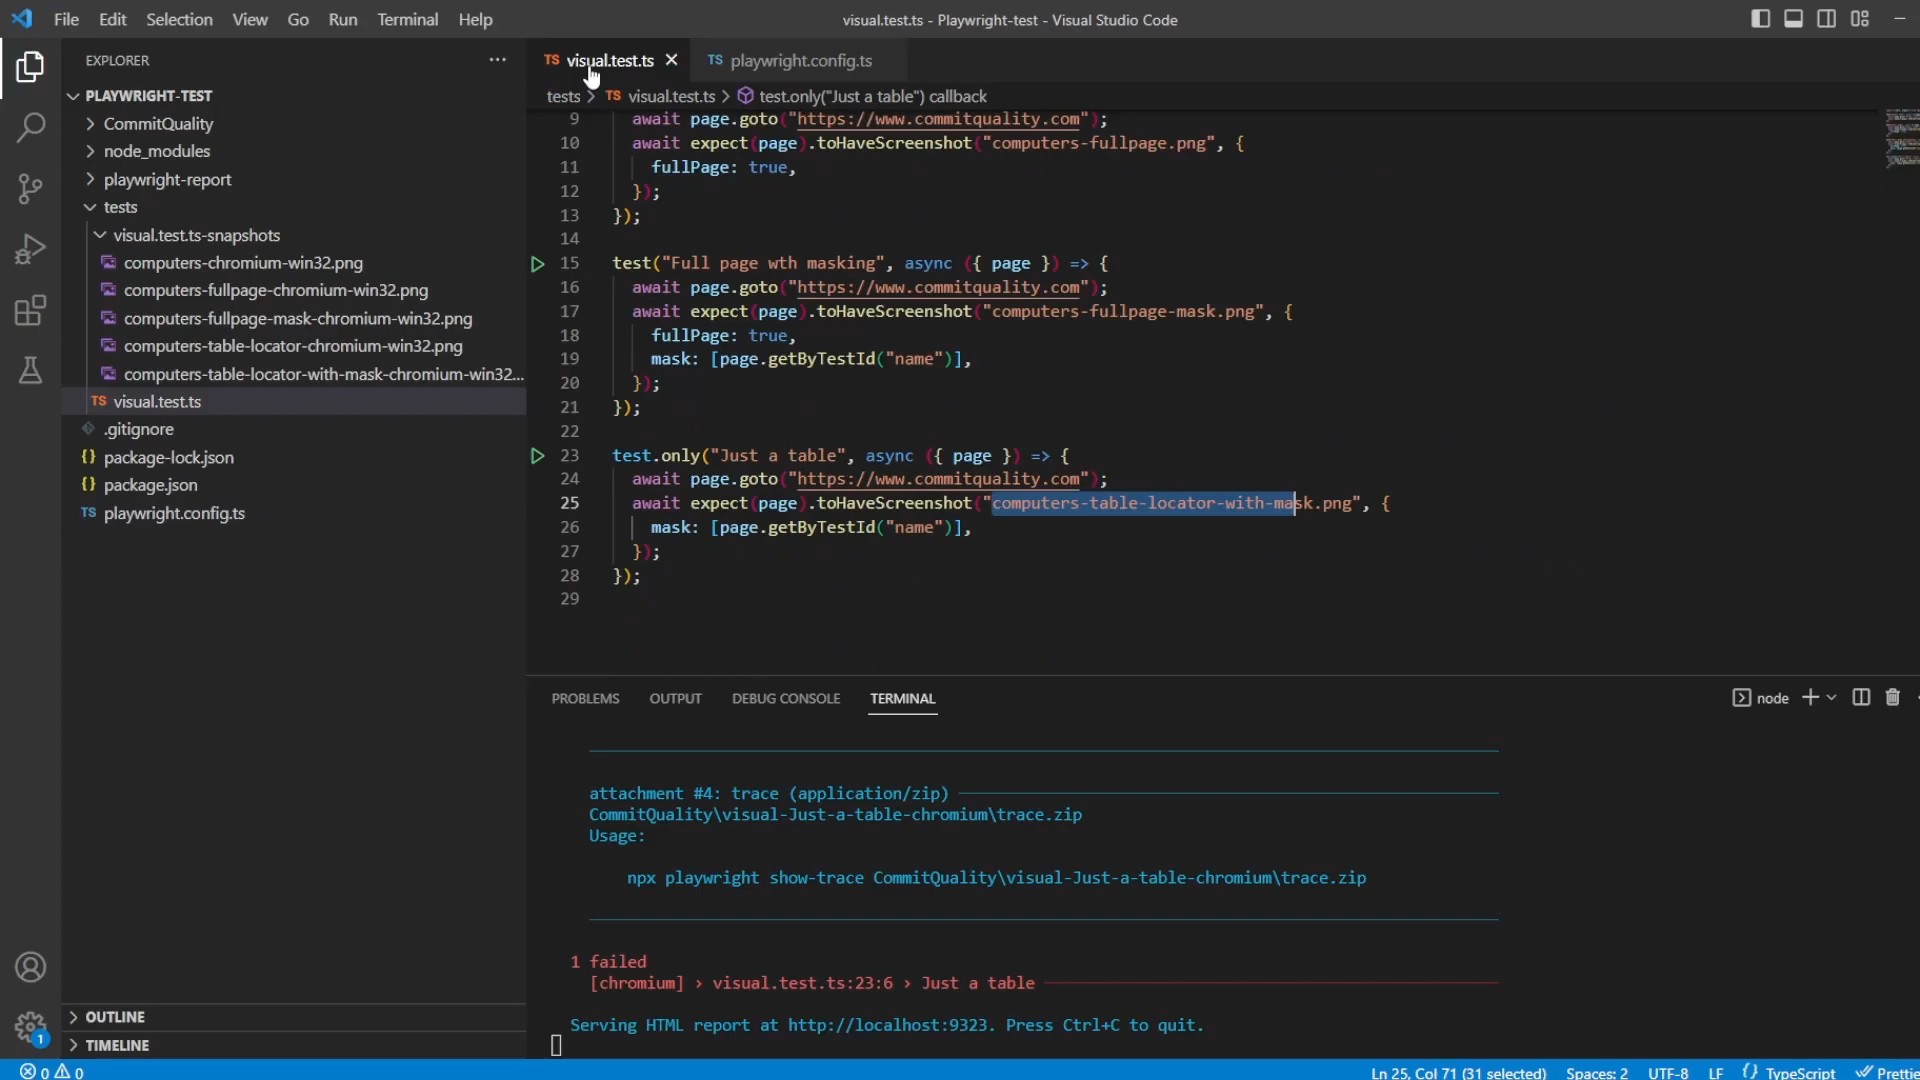 File Edit Selection View Go Run Terminal Help
visual.test.ts - Playwright-test - Visual Studio Code
EXPLORER
PLAYWRIGHT-TEST
CommitQuality
node_modules
playwright-report
tests
visual.test.ts-snapshots
computers-chromium-win32.png
computers-fullpage-chromium-win32.png
computers-fullpage-mask-chromium-win32.png
computers-table-locator-chromium-win32.png
computers-table-locator-with-mask-chromium-win32...
TS visual.test.ts
.gitignore
{} package-lock.json
{} package.json
TS playwright.config.ts
OUTLINE
TIMELINE
TS visual.test.ts
TS playwright.config.ts
tests > TS visual.test.ts > test.only("Just a table") callback
9 await page.goto("https://www.commitquality.com");
10 await expect(page).toHaveScreenshot("computers-fullpage.png", {
11 fullPage: true,
12 });
13 });
14
15 test("Full page wth masking", async ({ page }) => {
16 await page.goto("https://www.commitquality.com");
17 await expect(page).toHaveScreenshot("computers-fullpage-mask.png", {
18 fullPage: true,
19 mask: [page.getByTestId("name")],
20 });
21 });
22
23 test.only("Just a table", async ({ page }) => {
24 await page.goto("https://www.commitquality.com");
25 await expect(page).toHaveScreenshot("computers-table-locator-with-mask.png", {
26 mask: [page.getByTestId("name")],
27 });
28 });
29
PROBLEMS OUTPUT DEBUG CONSOLE TERMINAL
node
attachment #4: trace (application/zip)
CommitQuality\visual-Just-a-table-chromium\trace.zip
Usage:
npx playwright show-trace CommitQuality\visual-Just-a-table-chromium\trace.zip
1 failed
[chromium] › visual.test.ts:23:6 › Just a table
Serving HTML report at http://localhost:9323. Press Ctrl+C to quit.
1
0 0
Ln 25, Col 71 (31 selected) Spaces: 2 UTF-8 LF {} TypeScript Prettie